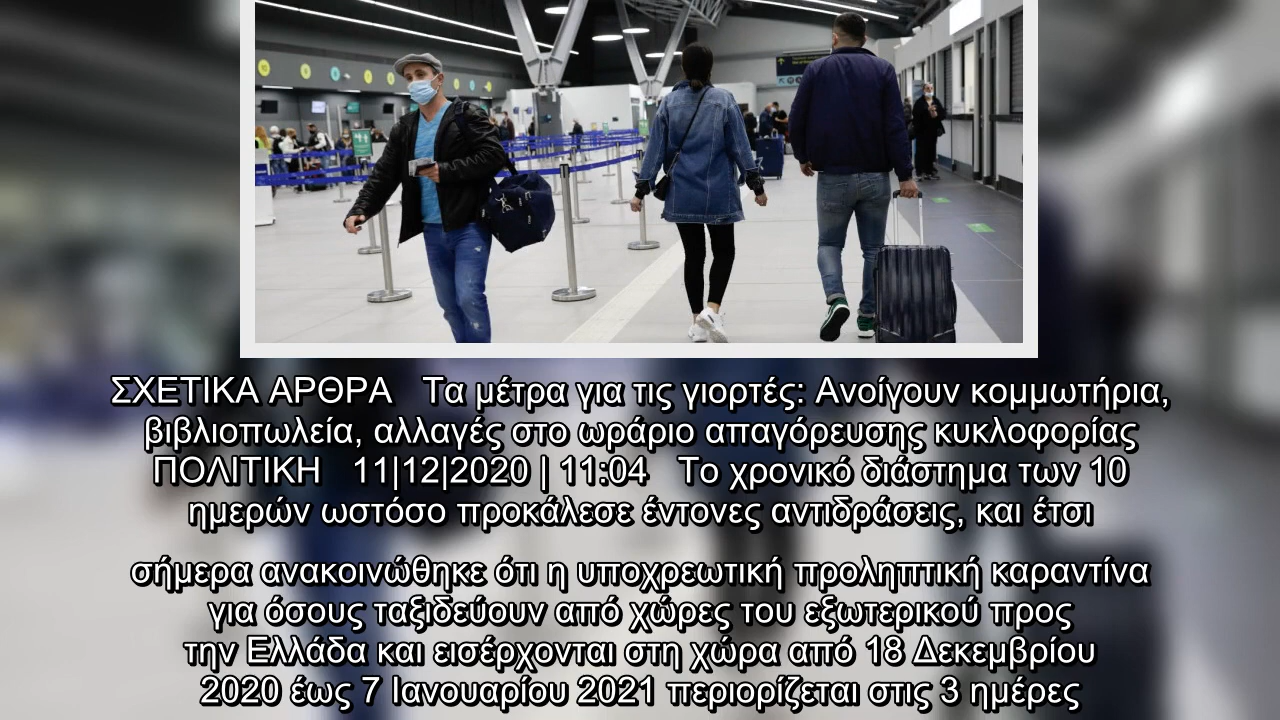 ΣΧΕΤΙΚΑ ΑΡΘΡΑ Τα μέτρα για τις γιορτές: Ανοίγουν κομμωτήρια,
βιβλιοπωλεία, αλλαγές στο ωράριο απαγόρευσης κυκλοφορίας
ΠΟΛΙΤΙΚΗ 11|12|2020 | 11:04 Το χρονικό διάστημα των 10
ημερών ωστόσο προκάλεσε έντονες αντιδράσεις, και έτσι
σήμερα ανακοινώθηκε ότι η υποχρεωτική προληπτική καραντίνα
για όσους ταξιδεύουν από χώρες του εξωτερικού προς
την Ελλάδα και εισέρχονται στη χώρα από 18 Δεκεμβρίου
2020 έως 7 Ιανουαρίου 2021 περιορίζεται στις 3 ημέρες